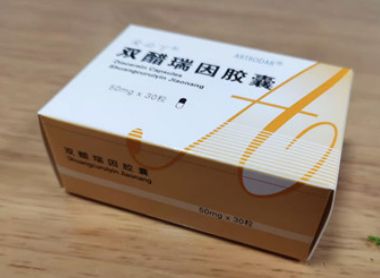 ASTRODAR®
双醋瑞因胶囊
Diacerein Capsules
Shuangcuruiyin Jiaonang
50mg x 30粒
双醋瑞因胶囊
Shuangcuruiyin Jiaonang
50mg x 30粒